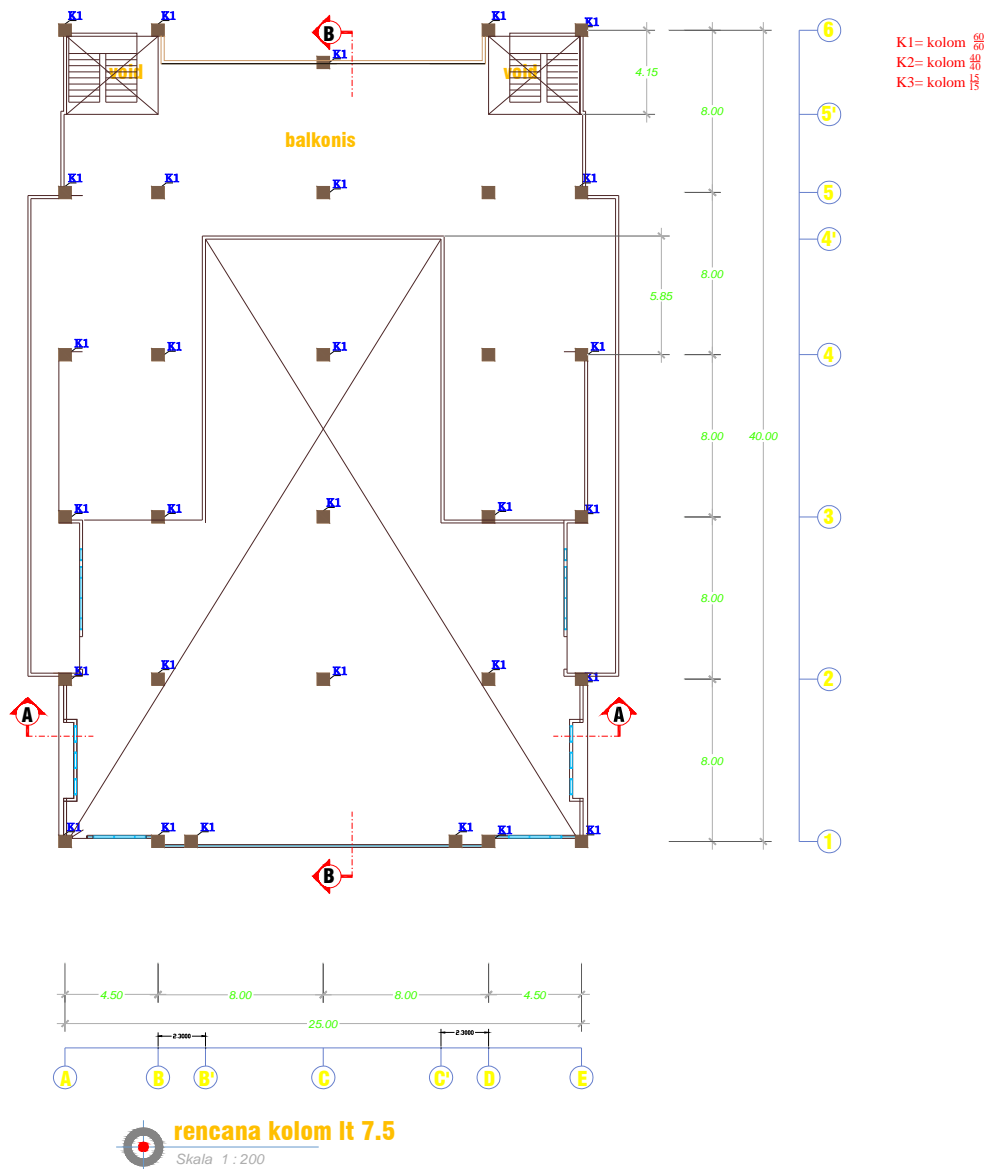 K1 K1 B K1 6
K1
K1= kolom 60/60
void void 4.15 K2= kolom 40/40
K3= kolom 15/15
8.00 5'
balkonis
K1 K1 K1 K1 5
4'
8.00
5.85
K1 K1 K1 K1 4
8.00 40.00
K1 K1 K1 K1 K1 3
8.00
K1 K1 K1 K1 K1 2
A A
8.00
K1 K1 K1 K1 K1 K1 1
B
4.50 8.00 8.00 4.50
25.00
2.3000 2.3000
A B B' C C' D E
rencana kolom lt 7.5
Skala 1 : 200